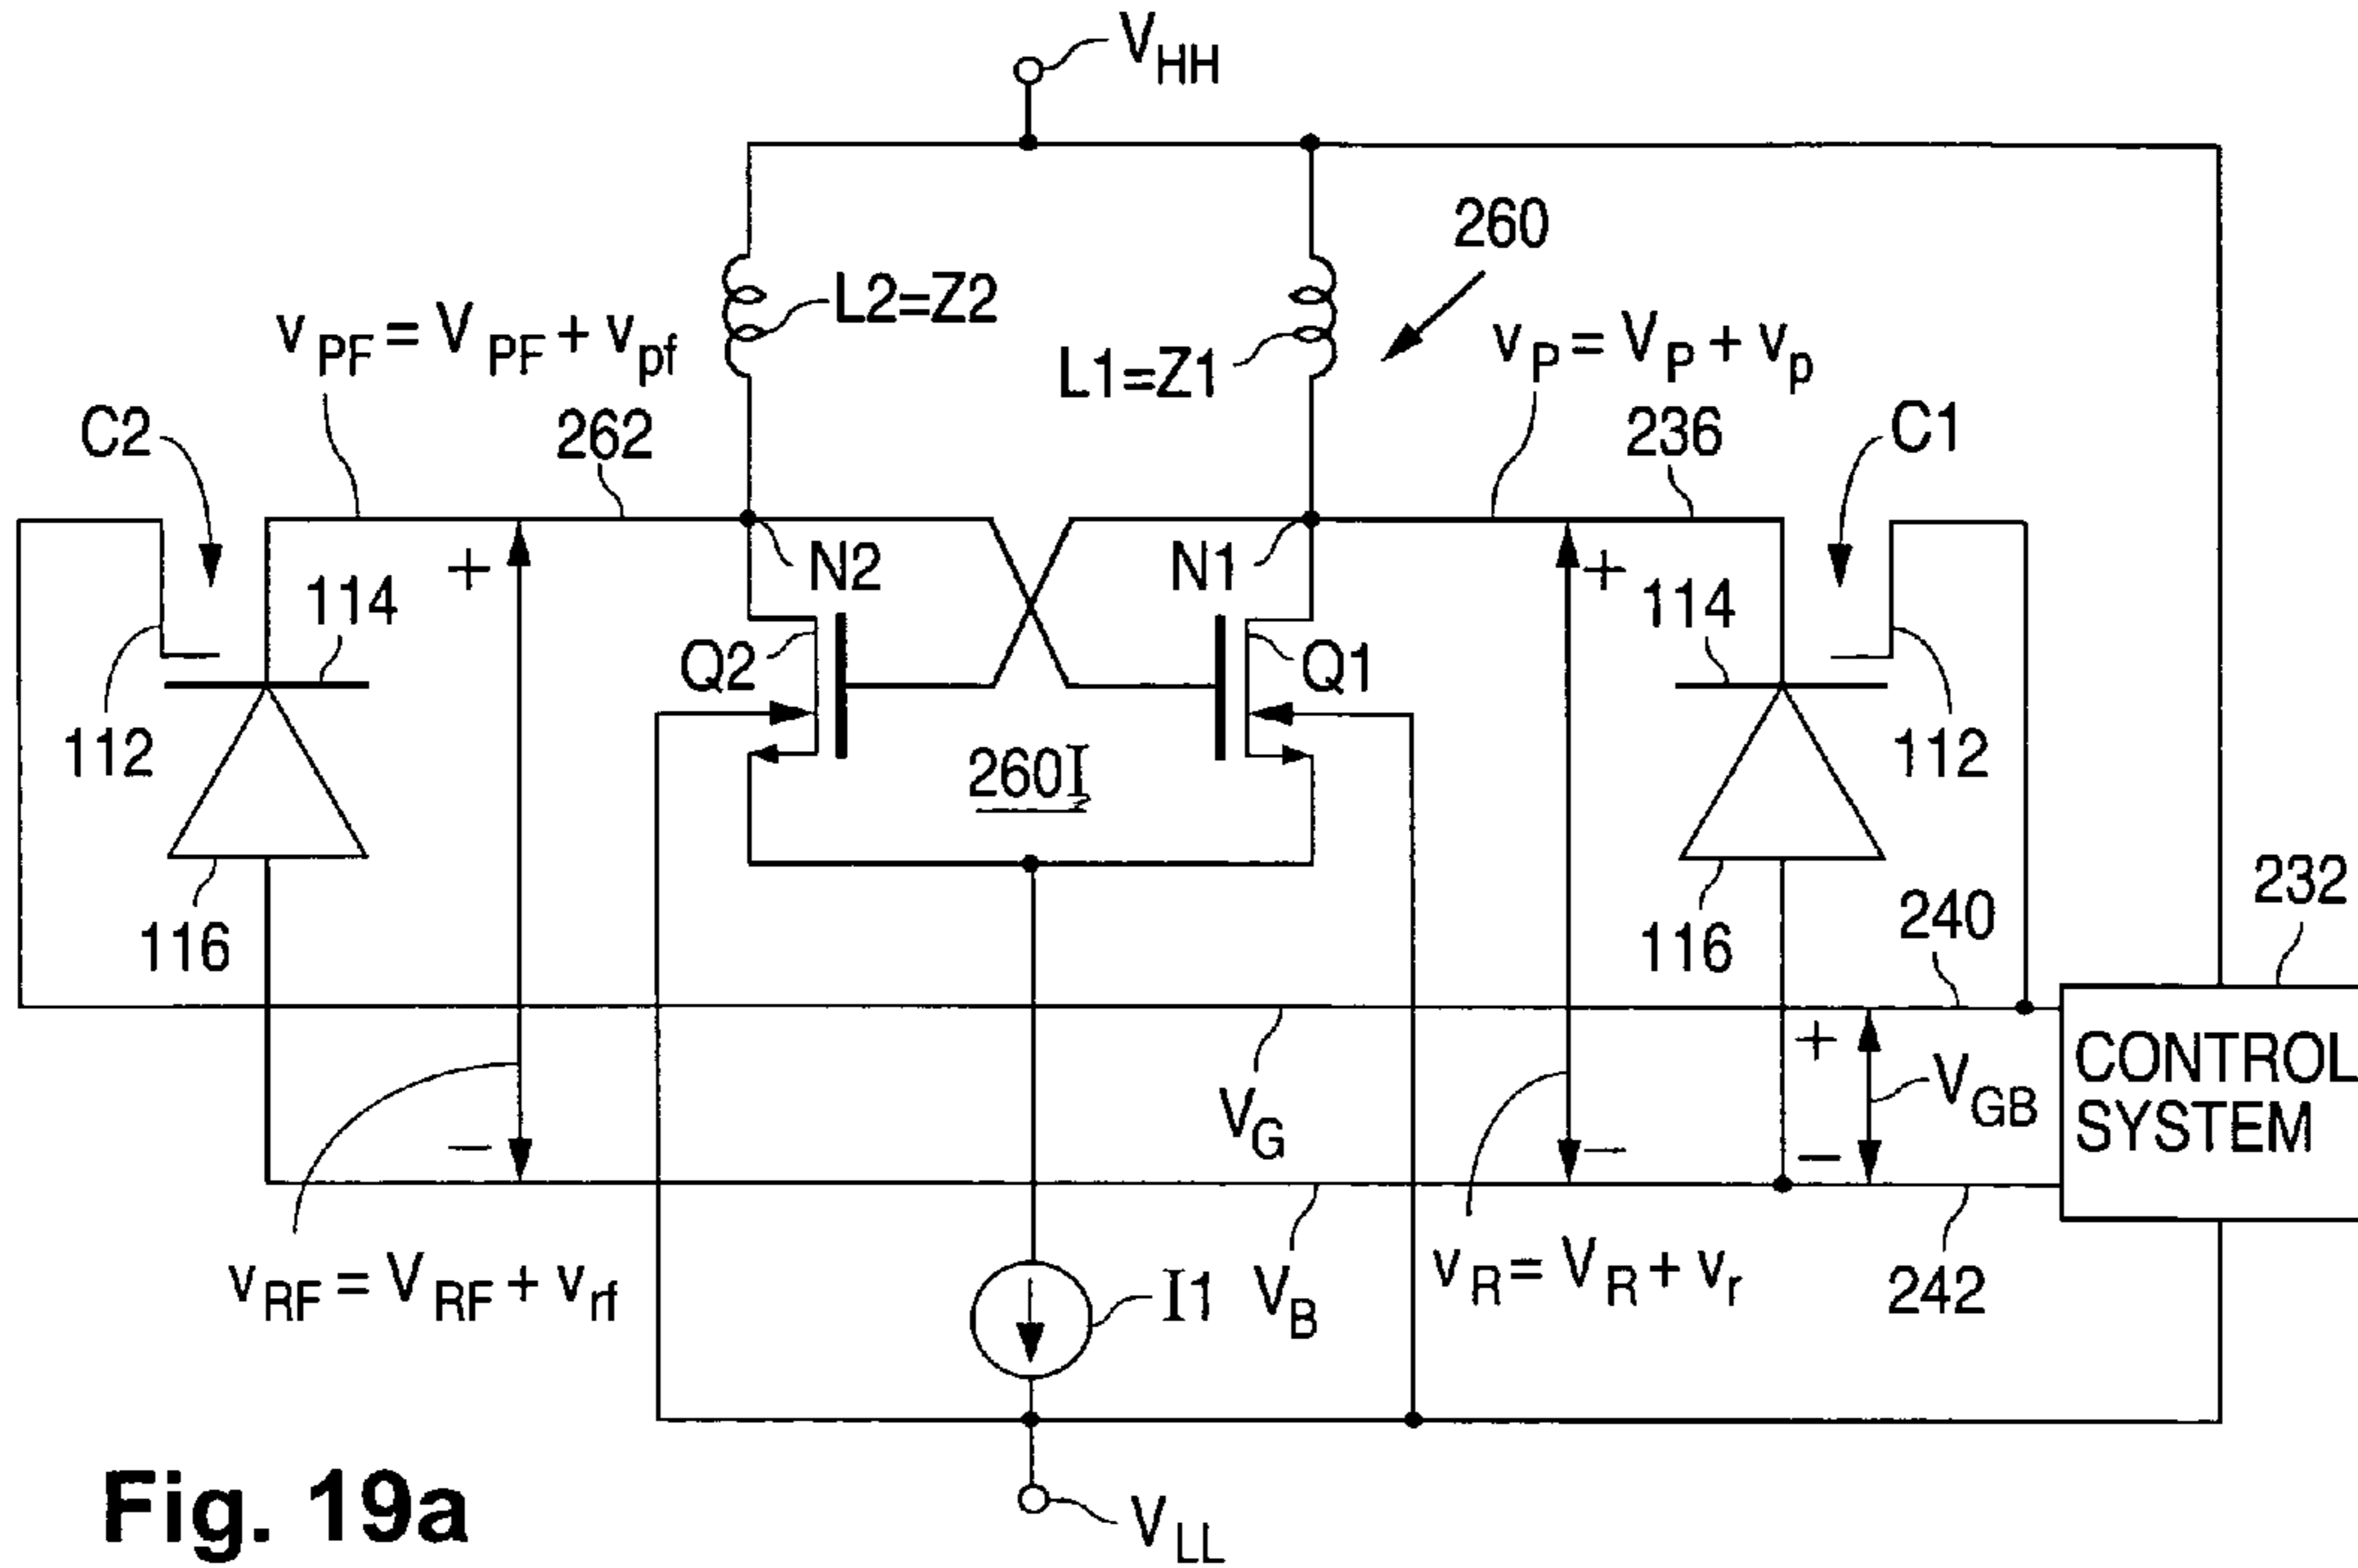 V_HH
260
L2=Z2
L1=Z1
v_PF = V_PF + v_pf
v_P = V_P + v_p
C2
262
236
C1
N2
N1
+
+
114
114
Q2
Q1
112
260I
112
116
116
240
232
+
CONTROL
SYSTEM
V_GB
−
V_G
−
−
v_RF = V_RF + v_rf
I1
V_B
v_R = V_R + v_r
242
V_LL
Fig. 19a